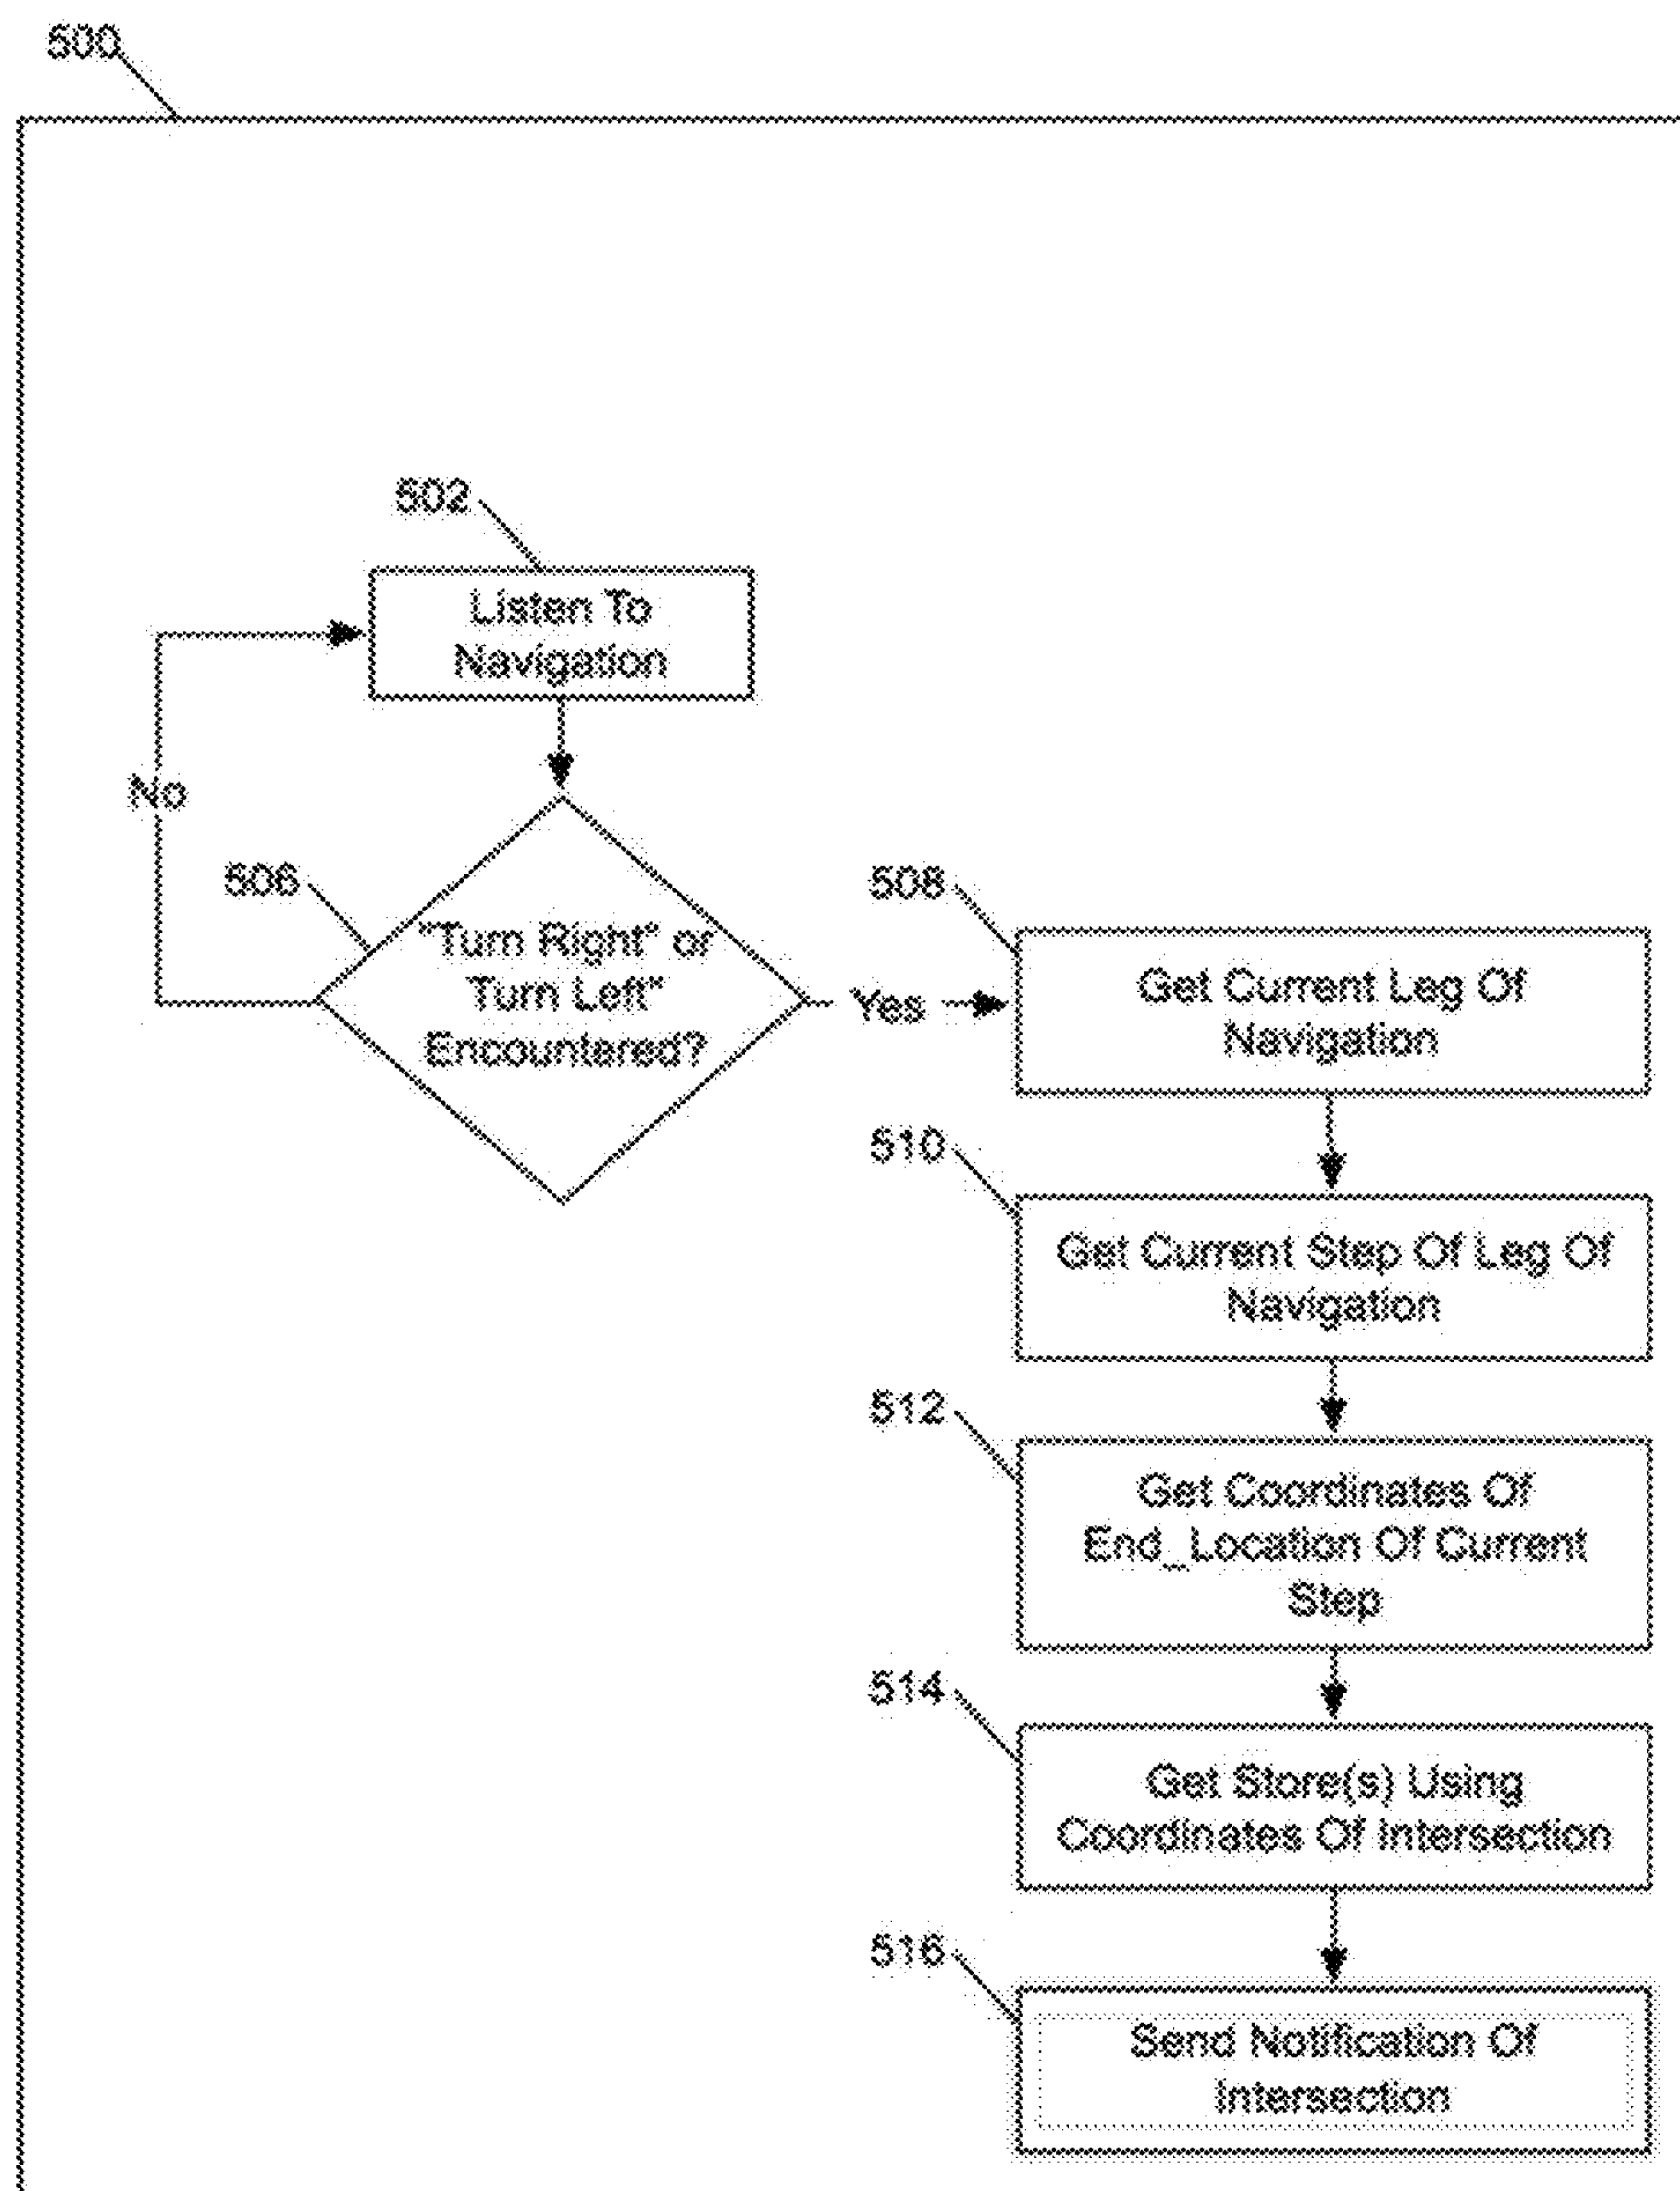 500
502
Listen To
Navigation
No
506
"Turn Right" or
Turn Left"
Encountered?
Yes
508
Get Current Leg Of
Navigation
510
Get Current Step Of Leg Of
Navigation
512
Get Coordinates Of
End_Location Of Current
Step
514
Get Store(s) Using
Coordinates Of Intersection
516
Send Notification Of
Intersection